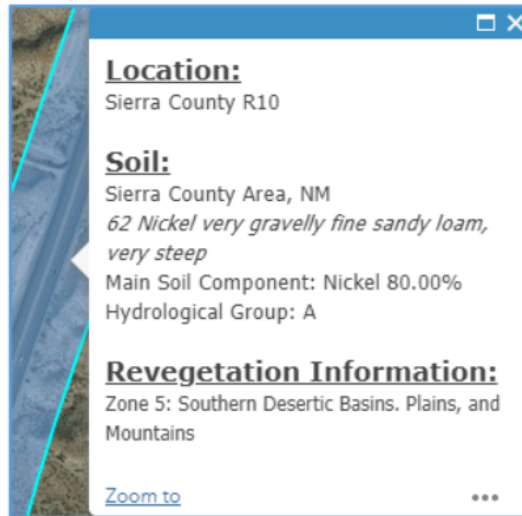 Location:
Sierra County R10
Soil:
Sierra County Area, NM
62 Nickel very gravelly fine sandy loam,
very steep
Main Soil Component: Nickel 80.00%
Hydrological Group: A
Revegetation Information:
Zone 5: Southern Desertic Basins. Plains, and
Mountains
Zoom to